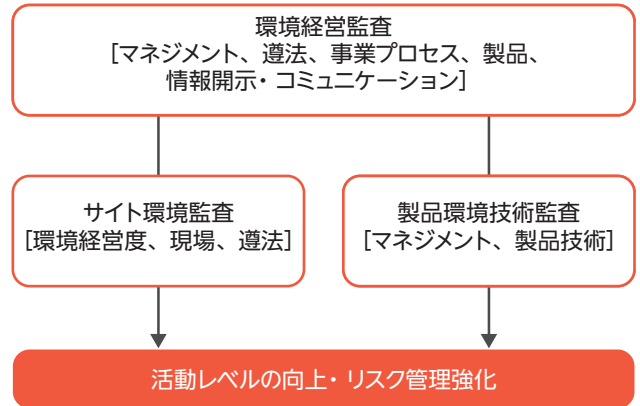 環境経営監査
[マネジメント、遵法、事業プロセス、製品、
情報開示・コミュニケーション]
サイト環境監査
[環境経営度、現場、遵法]
製品環境技術監査
[マネジメント、製品技術]
活動レベルの向上・リスク管理強化